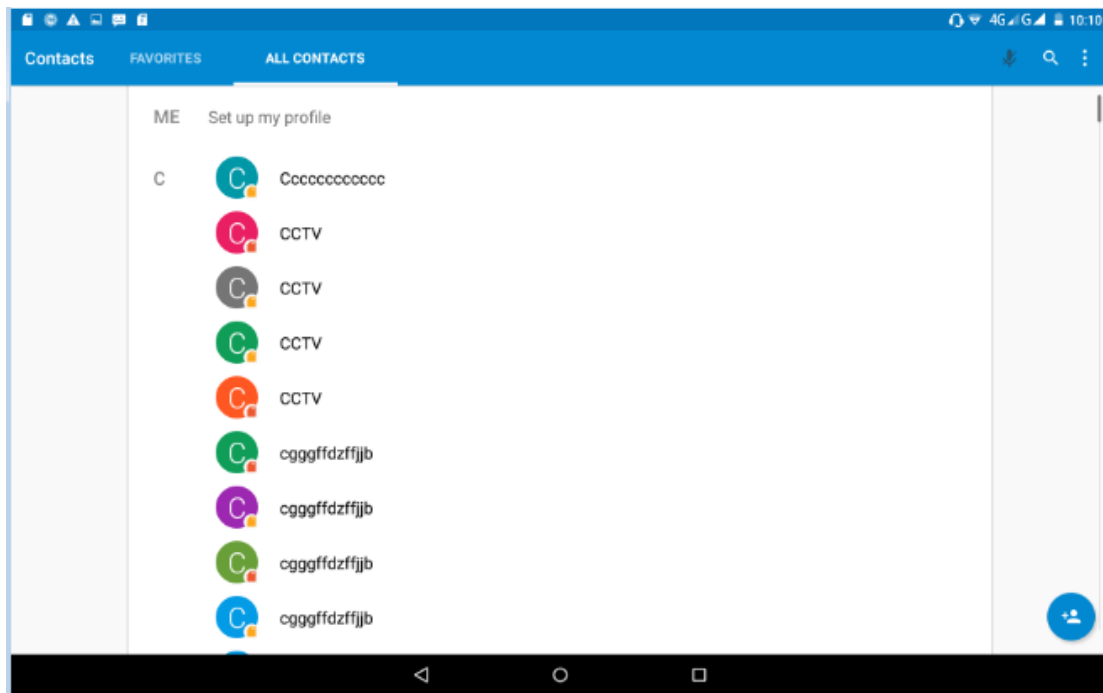 4G G 10:10
Contacts FAVORITES ALL CONTACTS
ME Set up my profile
C C Cccccccccccc
C CCTV
C CCTV
C CCTV
C CCTV
C cgggffdzffjjb
C cgggffdzffjjb
C cgggffdzffjjb
C cgggffdzffjjb